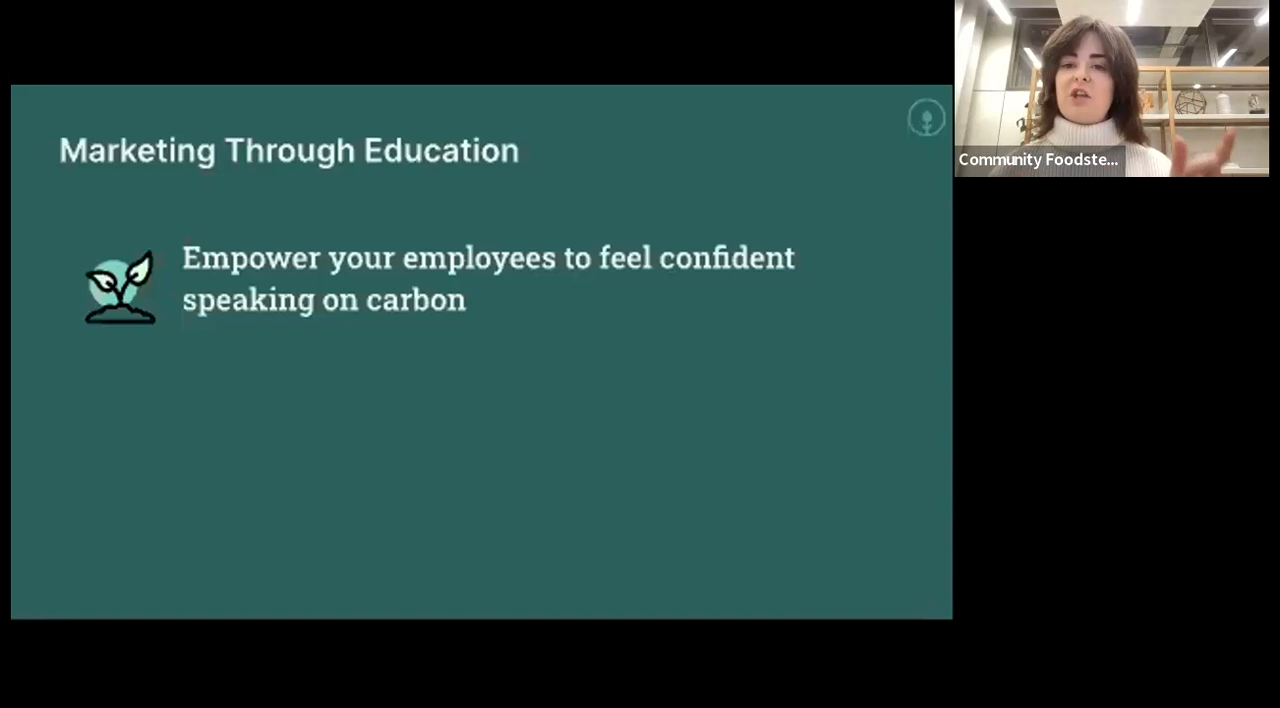 Marketing Through Education
Empower your employees to feel confident
speaking on carbon
Community Foodste...